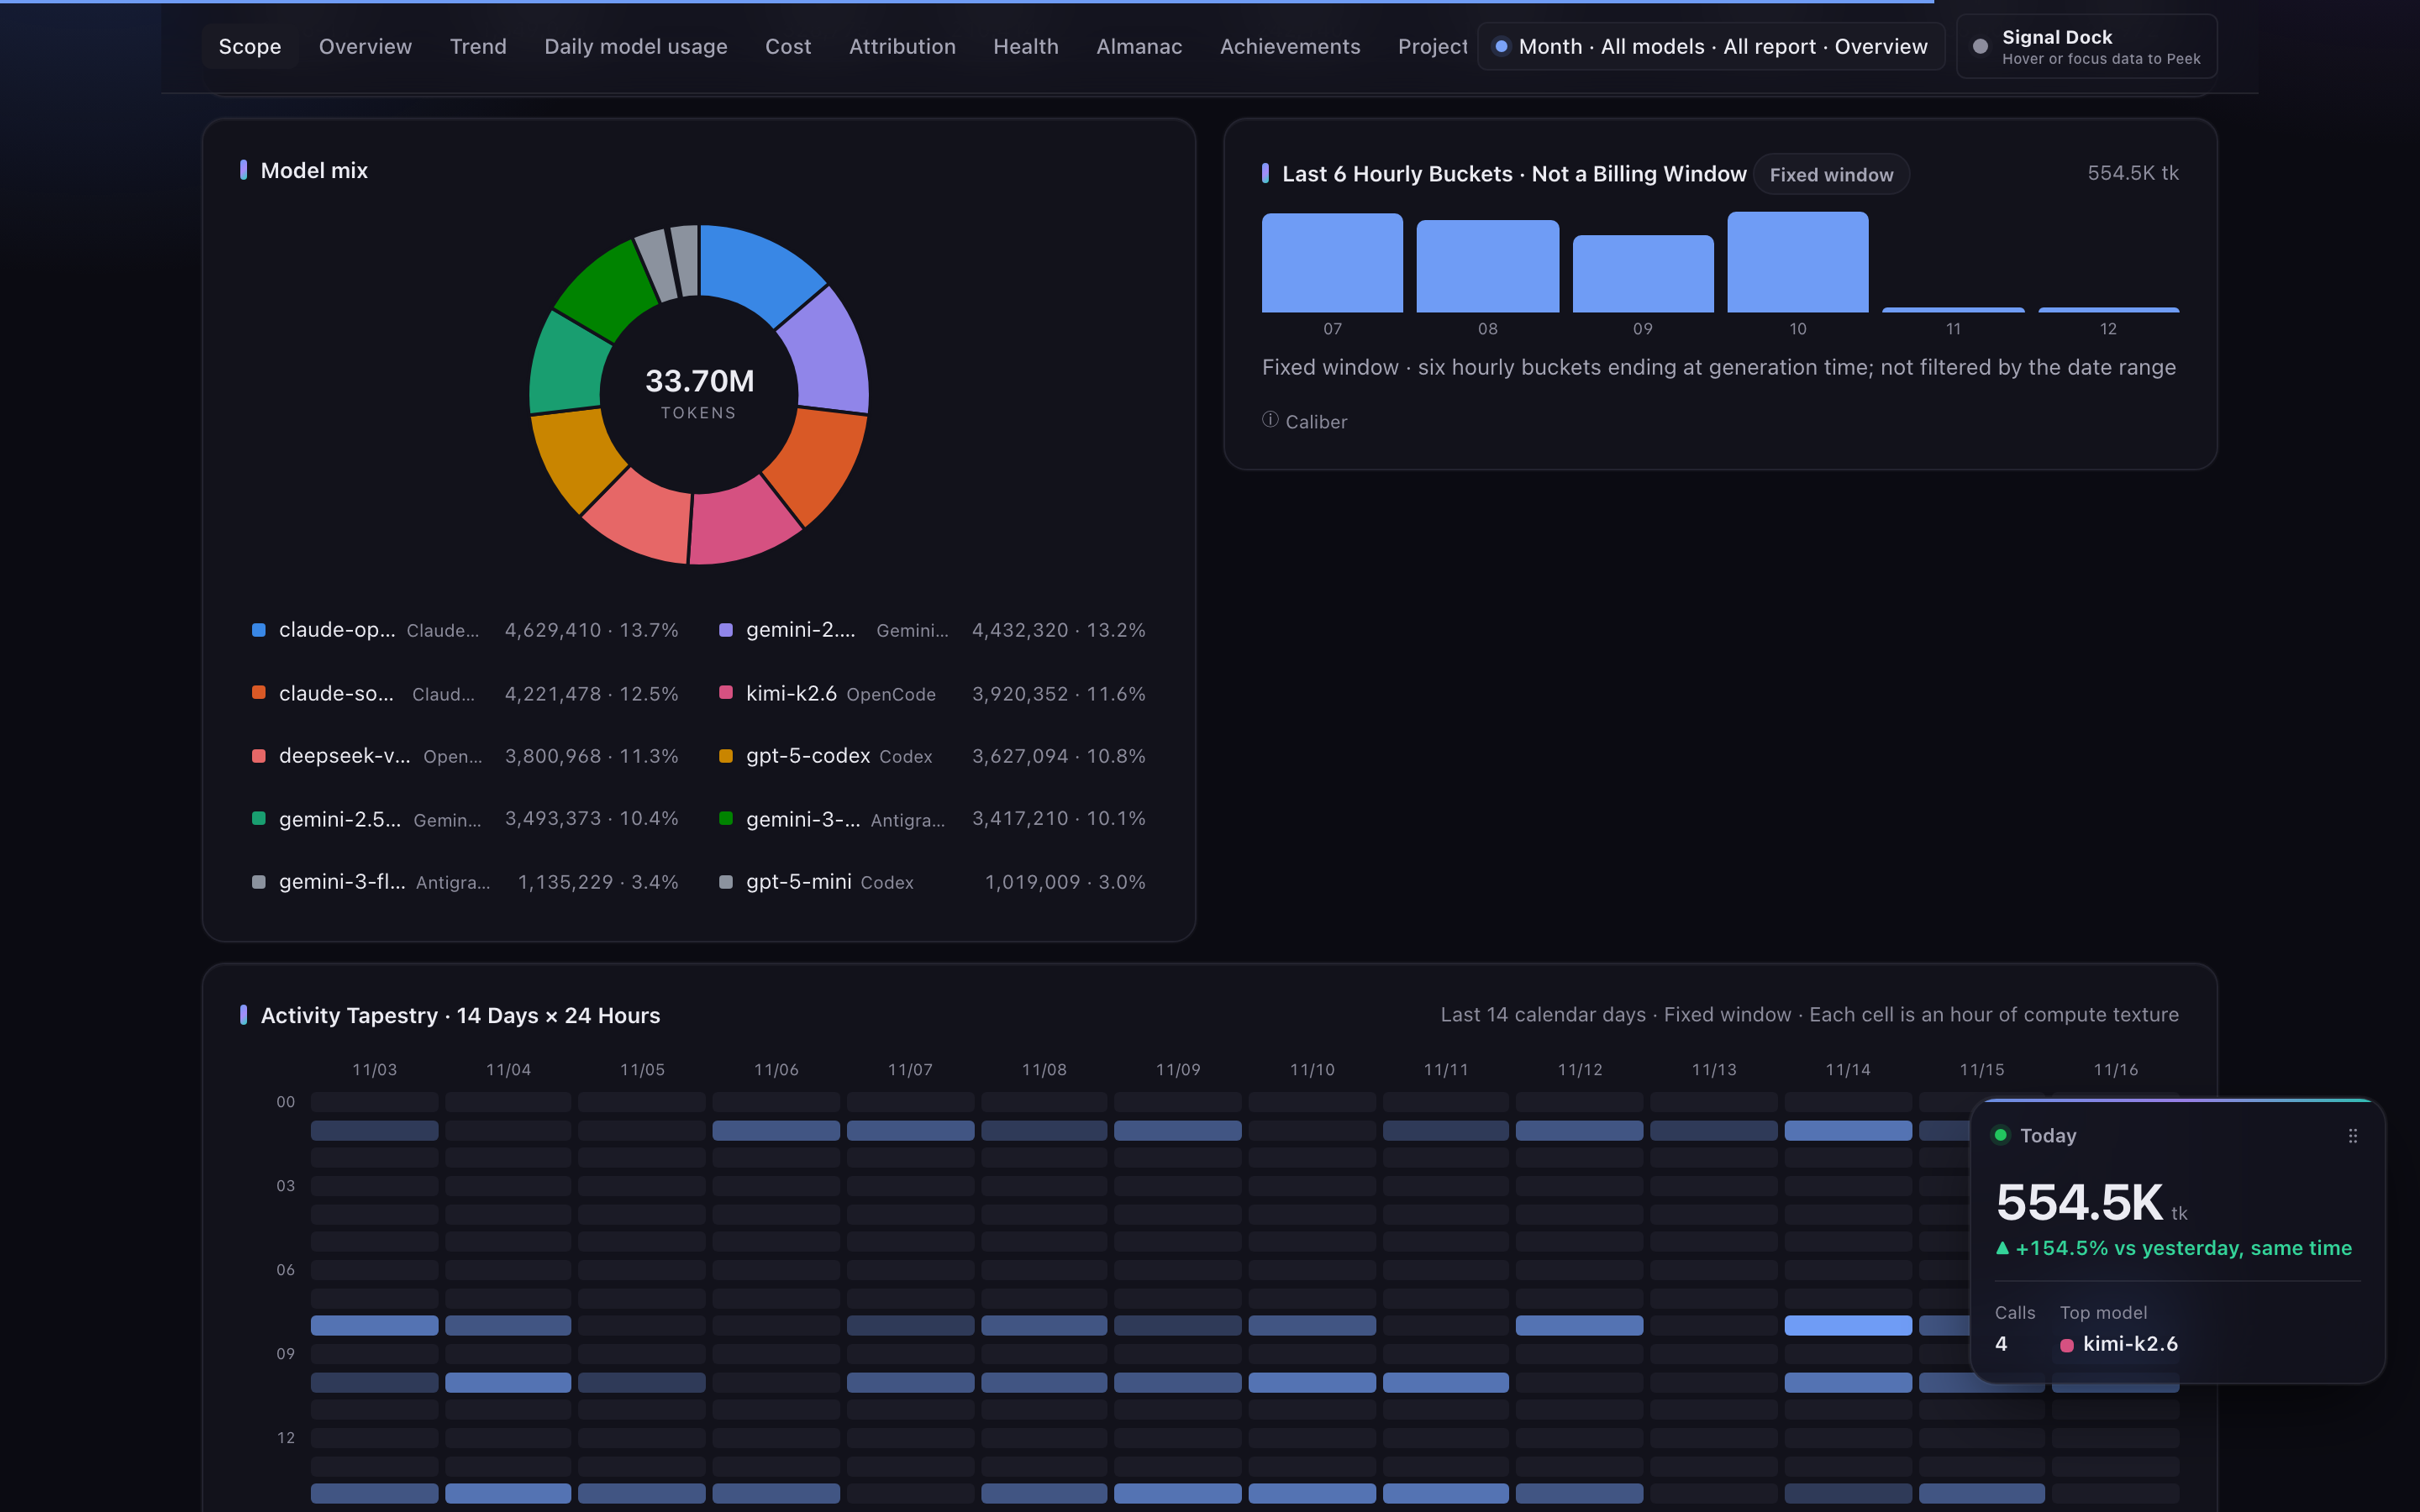 Scope Overview Trend Daily model usage Cost Attribution Health Almanac Achievements Project
Month · All models · All report · Overview
Signal Dock
Hover or focus data to Peek
Model mix
33.70M
TOKENS
claude-op... Claude... 4,629,410 · 13.7%
gemini-2.... Gemini... 4,432,320 · 13.2%
claude-so... Claud... 4,221,478 · 12.5%
kimi-k2.6 OpenCode 3,920,352 · 11.6%
deepseek-v... Open... 3,800,968 · 11.3%
gpt-5-codex Codex 3,627,094 · 10.8%
gemini-2.5... Gemin... 3,493,373 · 10.4%
gemini-3-... Antigra... 3,417,210 · 10.1%
gemini-3-fl... Antigra... 1,135,229 · 3.4%
gpt-5-mini Codex 1,019,009 · 3.0%
Last 6 Hourly Buckets · Not a Billing Window Fixed window 554.5K tk
07 08 09 10 11 12
Fixed window · six hourly buckets ending at generation time; not filtered by the date range
ⓘ Caliber
Activity Tapestry · 14 Days × 24 Hours
Last 14 calendar days · Fixed window · Each cell is an hour of compute texture
11/03 11/04 11/05 11/06 11/07 11/08 11/09 11/10 11/11 11/12 11/13 11/14 11/15 11/16
00
03
06
09
12
Today
554.5K tk
▲ +154.5% vs yesterday, same time
Calls Top model
4 kimi-k2.6